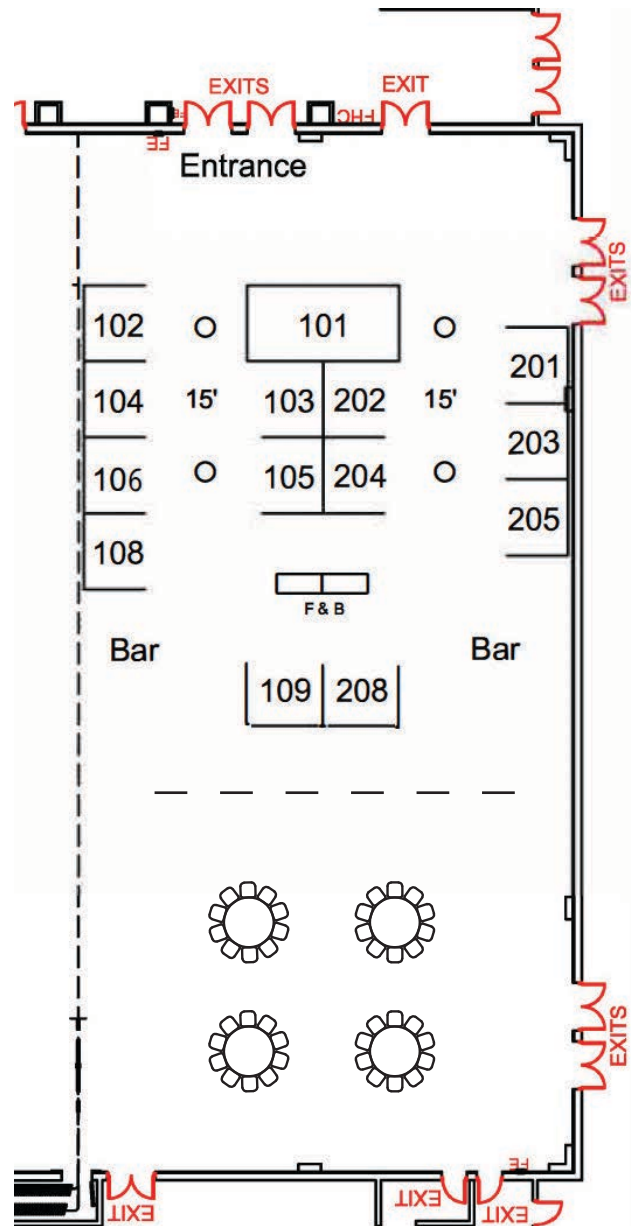 EXITS
EXIT
FE
FHC
FE
Entrance
EXITS
102
101
201
104
15'
103
202
15'
203
106
105
204
205
108
F & B
Bar
Bar
109
208
EXITS
FE
EXIT
EXIT
EXIT